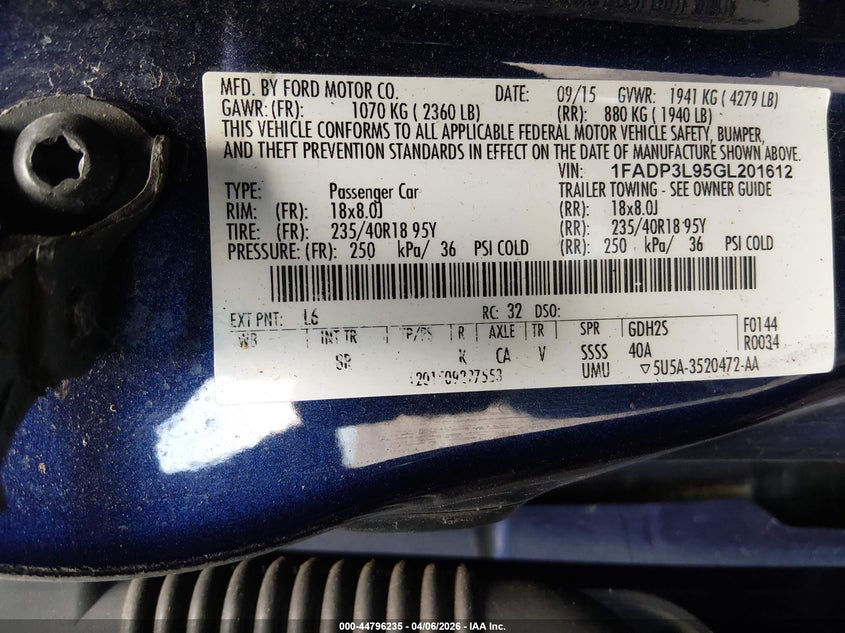 MFD. BY FORD MOTOR CO. DATE: 09/15 GVWR: 1941 KG ( 4279 LB)
GAWR: (FR): 1070 KG ( 2360 LB) (RR): 880 KG ( 1940 LB)
THIS VEHICLE CONFORMS TO ALL APPLICABLE FEDERAL MOTOR VEHICLE SAFETY, BUMPER,
AND THEFT PREVENTION STANDARDS IN EFFECT ON THE DATE OF MANUFACTURE SHOWN ABOVE.
VIN: 1FADP3L95GL201612
TYPE: Passenger Car TRAILER TOWING - SEE OWNER GUIDE
RIM: (FR): 18x8.0J (RR): 18x8.0J
TIRE: (FR): 235/40R18 95Y (RR): 235/40R18 95Y
PRESSURE: (FR): 250 kPa/ 36 PSI COLD (RR): 250 kPa/ 36 PSI COLD
EXT PNT: L6 RC: 32 DSO:
WB INT TR TP/PS R AXLE TR SPR GDH2S F0144
SR K CA V SSSS 40A R0034
UMU ▽5U5A-3520472-AA
000-44796235 - 04/06/2026 - IAA Inc.